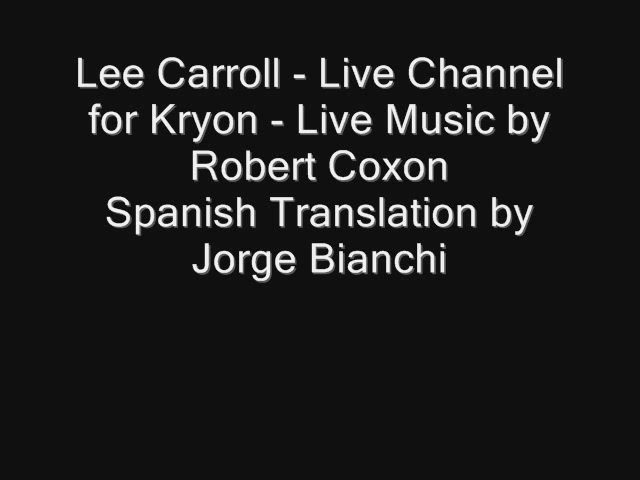 Lee Carroll - Live Channel
for Kryon - Live Music by
Robert Coxon
Spanish Translation by
Jorge Bianchi